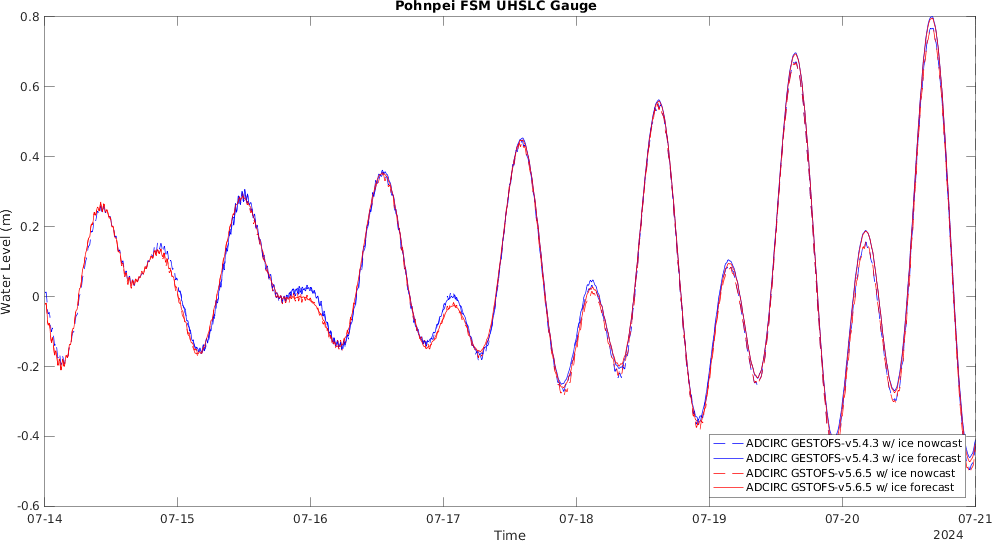 Pohnpei FSM UHSLC Gauge
0.8
0.6
0.4
0.2
0
-0.2
-0.4
-0.6
Water Level (m)
ADCIRC GESTOFS-v5.4.3 w/ ice nowcast
ADCIRC GESTOFS-v5.4.3 w/ ice forecast
ADCIRC GSTOFS-v5.6.5 w/ ice nowcast
ADCIRC GSTOFS-v5.6.5 w/ ice forecast
07-14 07-15 07-16 07-17 07-18 07-19 07-20 07-21
Time
2024